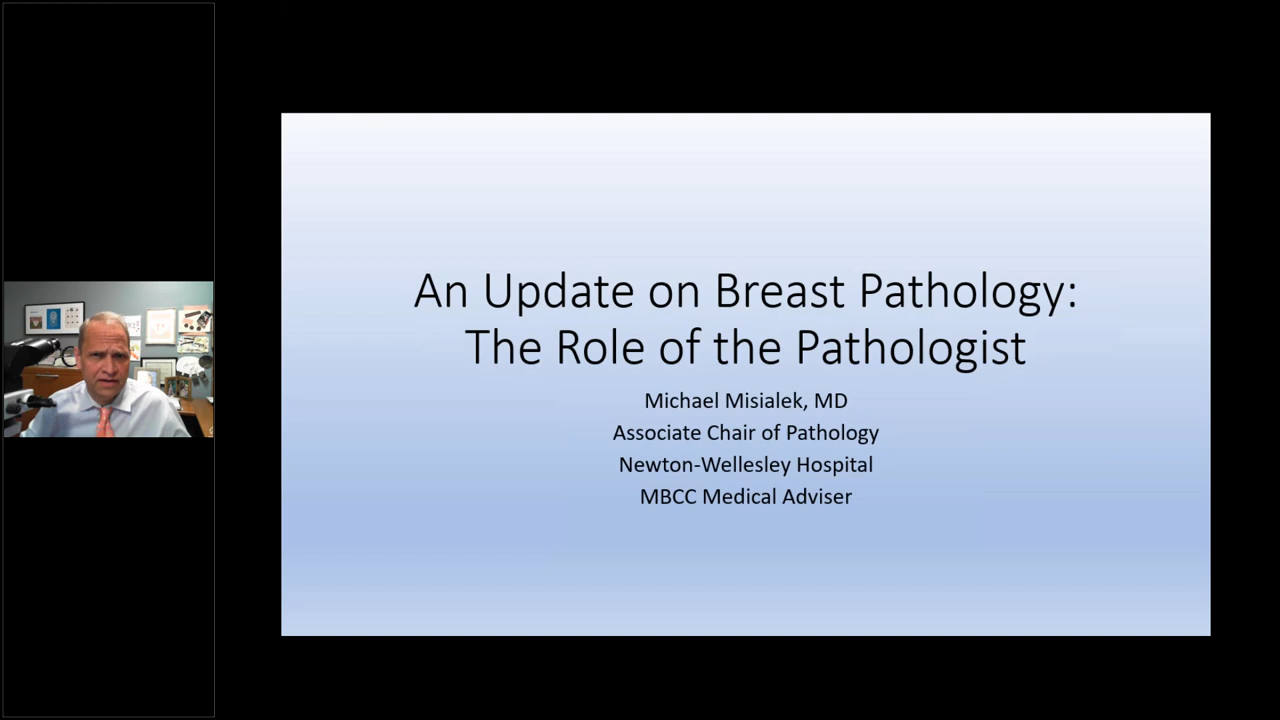 An Update on Breast Pathology:
The Role of the Pathologist
Michael Misialek, MD
Associate Chair of Pathology
Newton-Wellesley Hospital
MBCC Medical Adviser